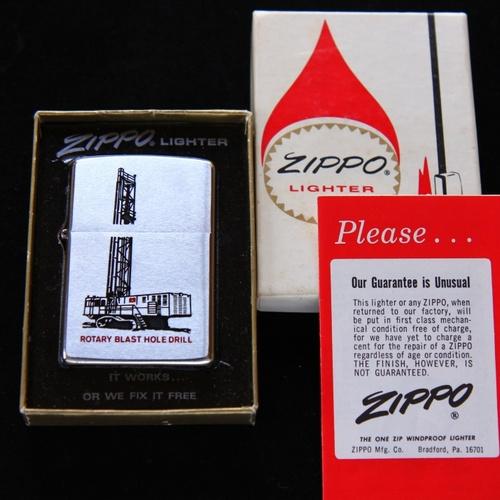 ZIPPO® LIGHTER
ROTARY BLAST HOLE DRILL
IT WORKS...
OR WE FIX IT FREE
ZIPPO®
LIGHTER
Please...
Our Guarantee is Unusual
This lighter or any ZIPPO, when
returned to our factory, will
be put in first class mechan-
ical condition free of charge,
for we have yet to charge a
cent for the repair of a ZIPPO
regardless of age or condition.
THE FINISH, HOWEVER, IS
NOT GUARANTEED.
ZIPPO®
THE ONE ZIP WINDPROOF LIGHTER
ZIPPO Mfg. Co. Bradford, Pa. 16701